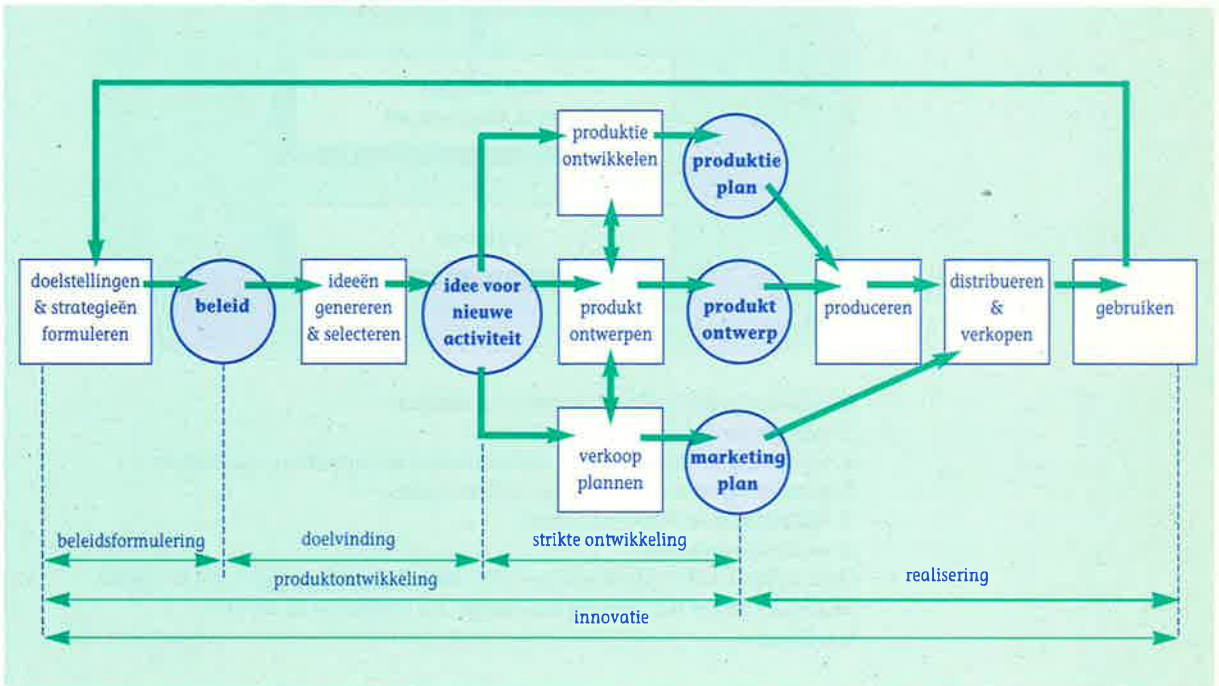 doelstellingen
& strategieën
formuleren
beleid
ideeën
genereren
& selecteren
idee voor
nieuwe
activiteit
produktie
ontwikkelen
produktie
plan
produkt
ontwerpen
produkt
ontwerp
verkoop
plannen
marketing
plan
produceren
distribueren
&
verkopen
gebruiken
beleidsformulering
doelvinding
strikte ontwikkeling
produktontwikkeling
realisering
innovatie